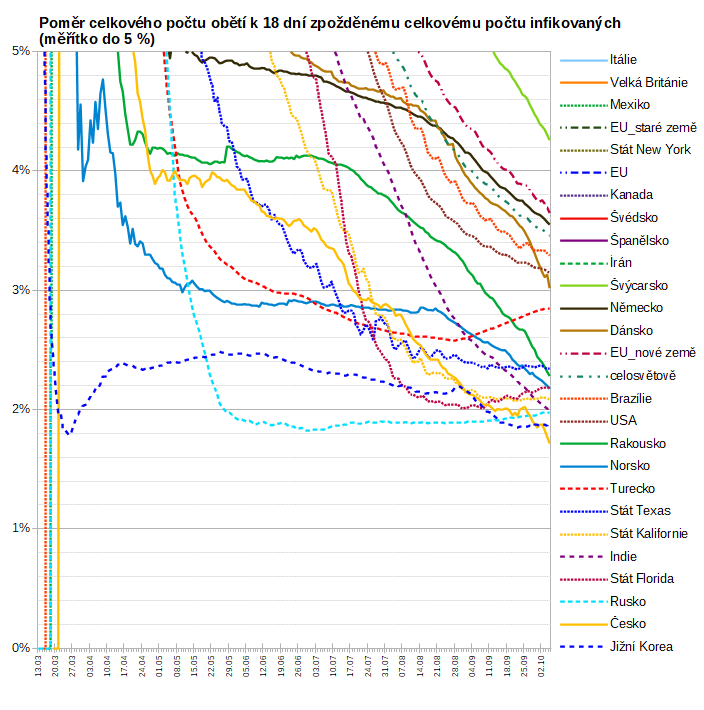 Poměr celkového počtu obětí k 18 dní zpožděnému celkovému počtu infikovaných
(měřítko do 5 %)
5%
4%
3%
2%
1%
0%
13.03
20.03
27.03
03.04
10.04
17.04
24.04
01.05
08.05
15.05
22.05
29.05
05.06
12.06
19.06
26.06
03.07
10.07
17.07
24.07
31.07
07.08
14.08
21.08
28.08
04.09
11.09
18.09
25.09
02.10
Itálie
Velká Británie
Mexiko
EU_staré země
Stát New York
EU
Kanada
Švédsko
Španělsko
Írán
Švýcarsko
Německo
Dánsko
EU_nové země
celosvětově
Brazílie
USA
Rakousko
Norsko
Turecko
Stát Texas
Stát Kalifornie
Indie
Stát Florida
Rusko
Česko
Jižní Korea